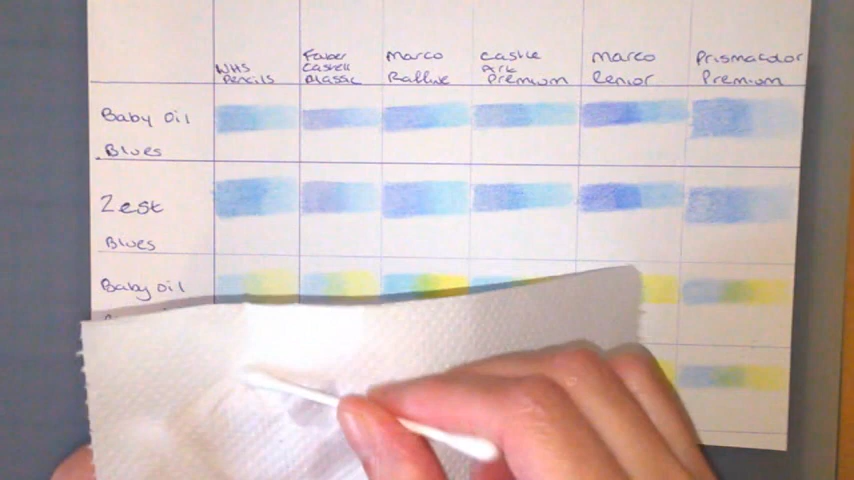 WHS
Pencils
Faber
Castell
Classic
Marco
Raffine
Castle
Art
Premium
Marco
Renior
Prismacolor
Premium
Baby Oil
Blues
Zest
Blues
Baby Oil